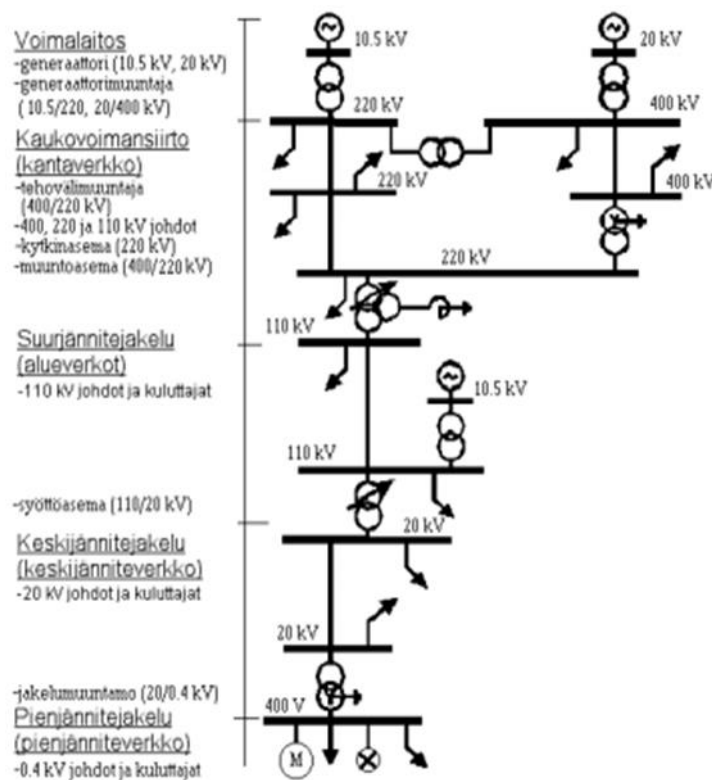 Voimalaitos
-generaattori (10.5 kV, 20 kV)
-generaattorimuuntaja
( 10.5/220, 20/400 kV)
Kaukovoimansiirto
(kantaverkko)
-tehovälimuuntaja
(400/220 kV)
-400, 220 ja 110 kV johdot
-kytkinasema (220 kV)
-muuntoasema (400/220 kV)
Suurjännitejakelu
(alueverkot)
-110 kV johdot ja kuluttajat
-syöttöasema (110/20 kV)
Keskijännitejakelu
(keskijänniteverkko)
-20 kV johdot ja kuluttajat
-jakelumuuntamo (20/0.4 kV)
Pienjännitejakelu
(pienjänniteverkko)
-0.4 kV johdot ja kuluttajat
~
10.5 kV
~
20 kV
220 kV
400 kV
220 kV
400 kV
220 kV
110 kV
~
10.5 kV
110 kV
20 kV
20 kV
400 V
M